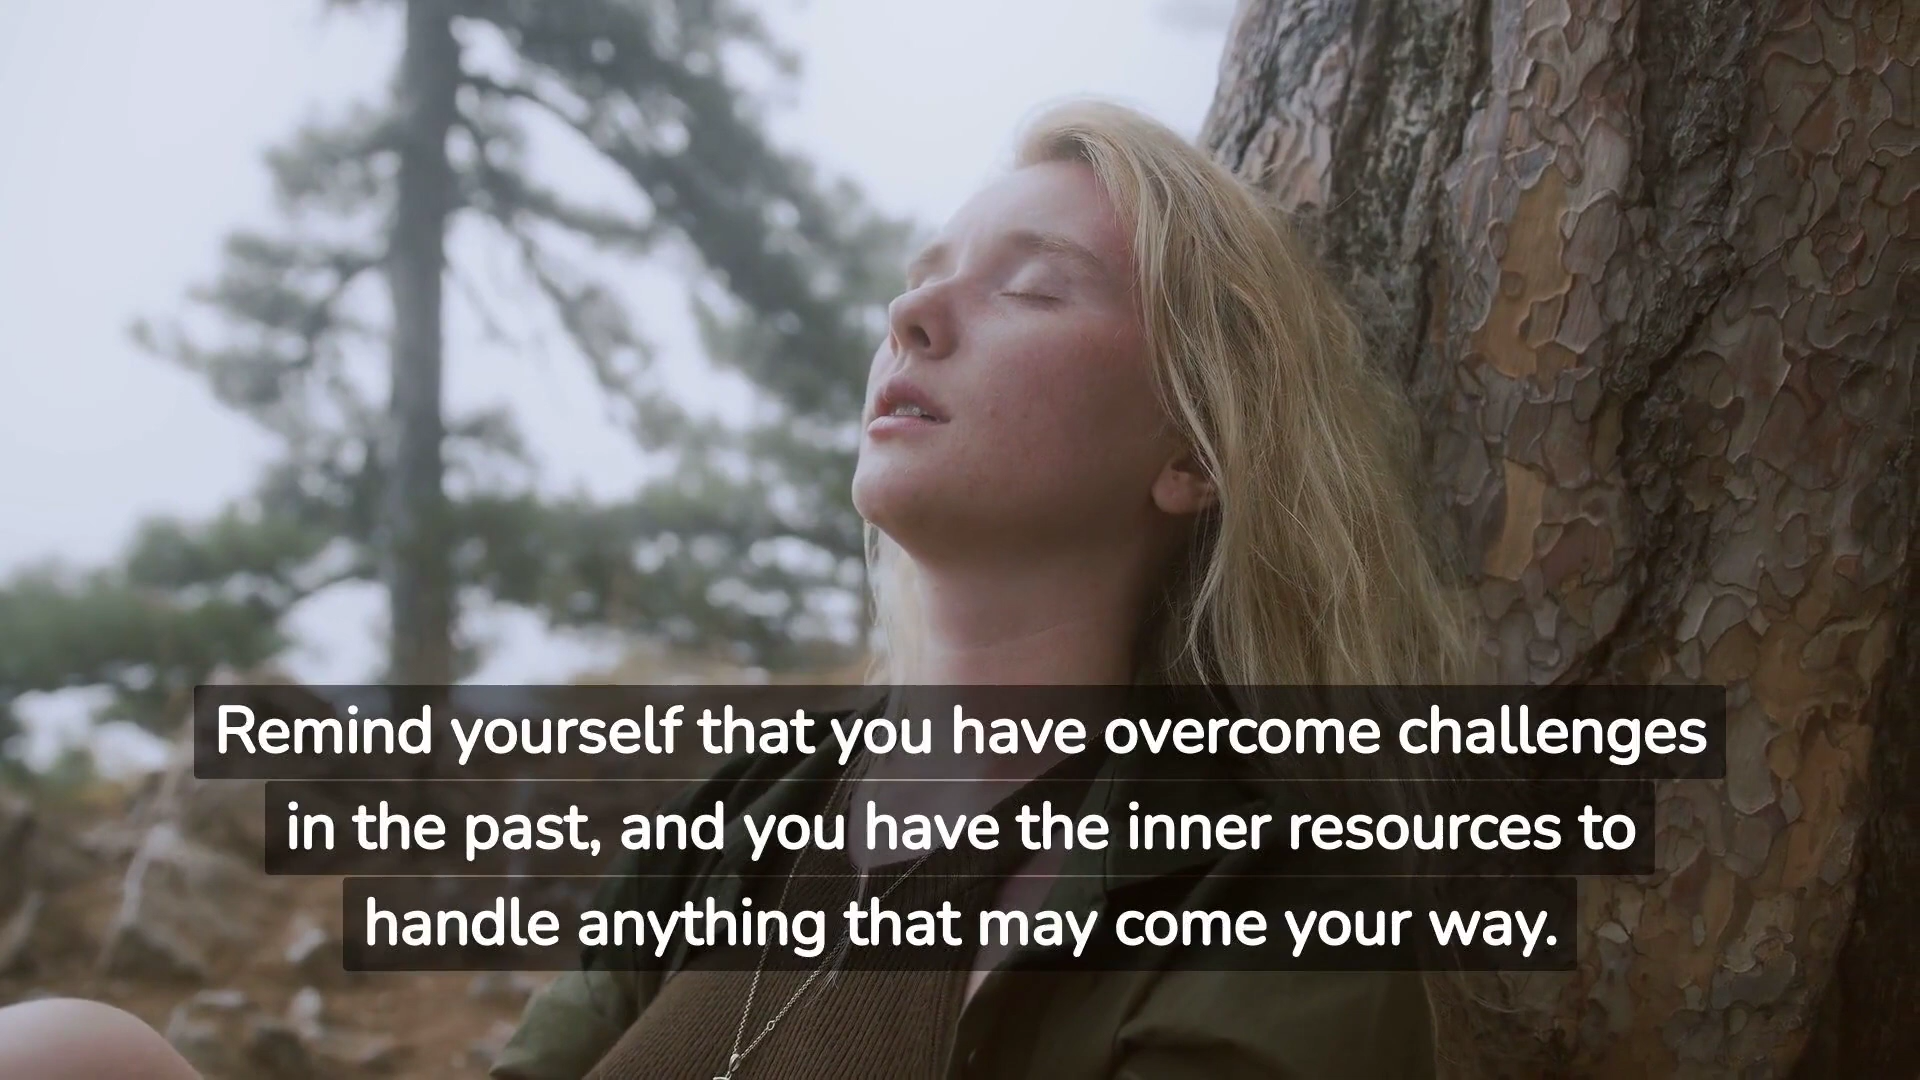 Remind yourself that you have overcome challenges
in the past, and you have the inner resources to
handle anything that may come your way.